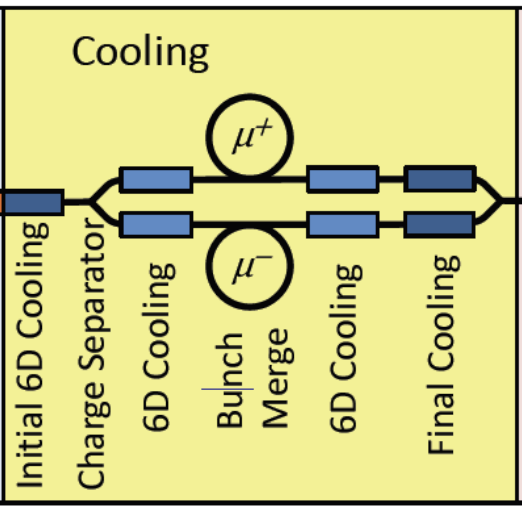 Cooling
μ+
μ−
Initial 6D Cooling
Charge Separator
6D Cooling
Bunch
Merge
6D Cooling
Final Cooling